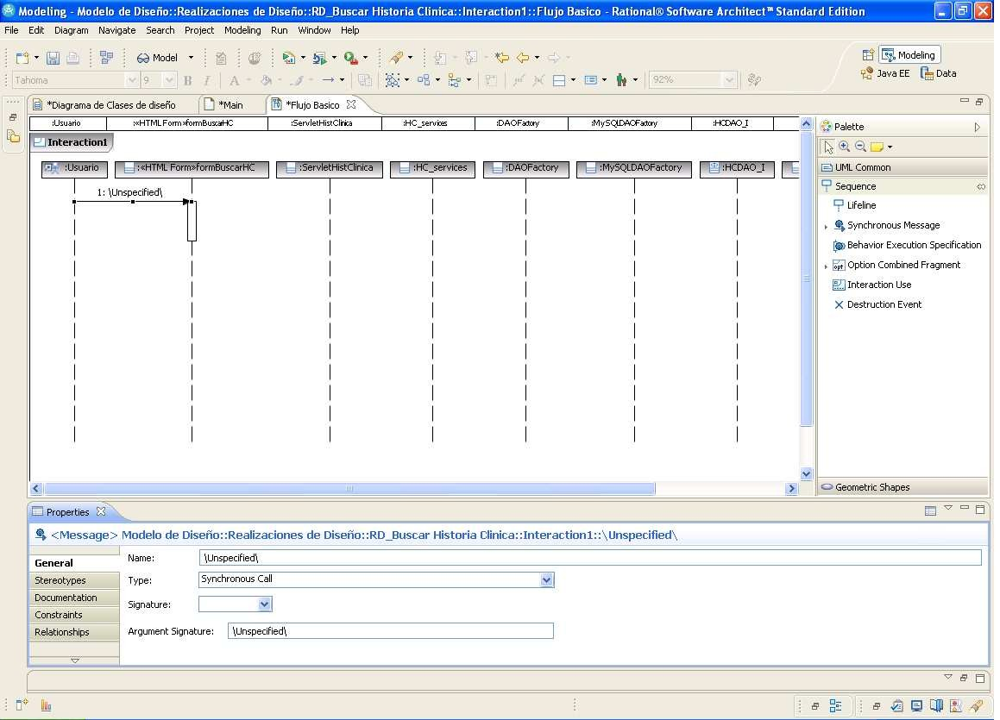 Modeling - Modelo de Diseño::Realizaciones de Diseño::RD_Buscar Historia Clinica::Interaction1::Flujo Basico - Rational® Software Architect™ Standard Edition
File Edit Diagram Navigate Search Project Modeling Run Window Help
Model
Modeling
Java EE Data
Tahoma 9 B I A 92%
*Diagrama de Clases de diseño *Main *Flujo Basico
:Usuario :«HTML Form»formBuscarHC :ServletHistClinica :HC_services :DAOFactory :MySQLDAOFactory :HCDAO_I
Interaction1
:Usuario :«HTML Form»formBuscarHC :ServletHistClinica :HC_services :DAOFactory :MySQLDAOFactory :HCDAO_I
1: \Unspecified\
Palette
UML Common
Sequence
Lifeline
Synchronous Message
Behavior Execution Specification
opt Option Combined Fragment
Interaction Use
Destruction Event
Geometric Shapes
Properties
<Message> Modelo de Diseño::Realizaciones de Diseño::RD_Buscar Historia Clinica::Interaction1::\Unspecified\
General
Stereotypes
Documentation
Constraints
Relationships
Name: \Unspecified\
Type: Synchronous Call
Signature:
Argument Signature: \Unspecified\